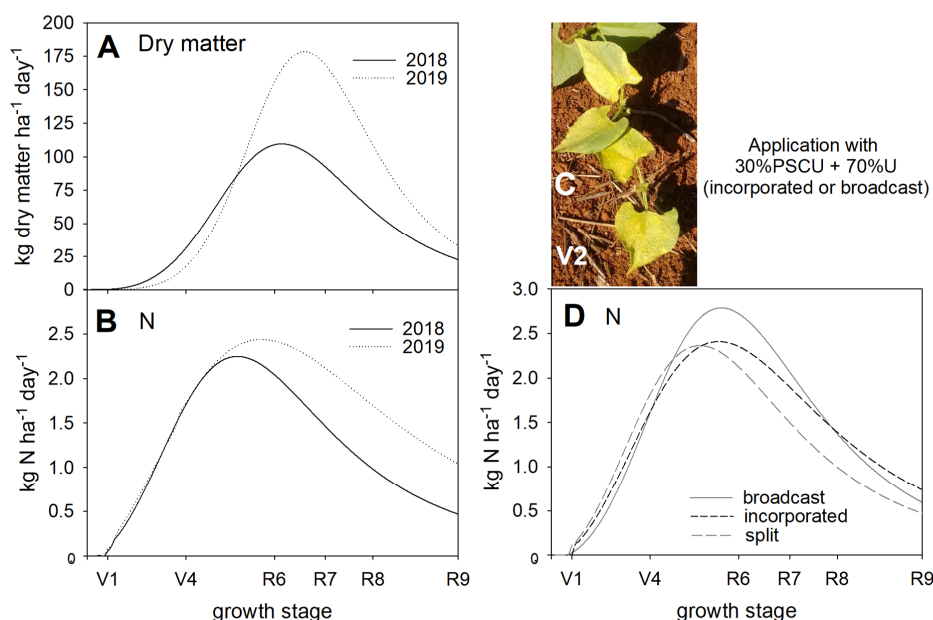 A Dry matter
2018
2019
200
175
150
125
100
75
50
25
0
kg dry matter ha⁻¹ day⁻¹
B N
2018
2019
2.5
2.0
1.5
1.0
0.5
0
kg N ha⁻¹ day⁻¹
V1 V4 R6 R7 R8 R9
growth stage
C
V2
Application with
30%PSCU + 70%U
(incorporated or broadcast)
D N
3.0
2.5
2.0
1.5
1.0
0.5
0
kg N ha⁻¹ day⁻¹
broadcast
incorporated
split
V1 V4 R6 R7 R8 R9
growth stage